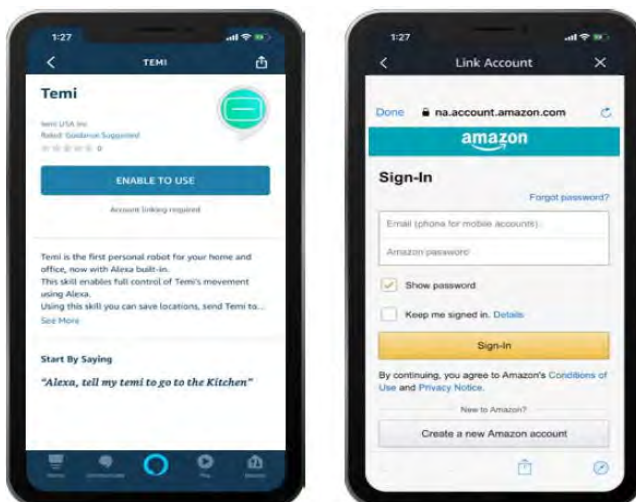 1:27
TEMI
Temi
temi USA inc
Rated: Guidance Suggested
0
ENABLE TO USE
Account linking required
Temi is the first personal robot for your home and
office, now with Alexa built-in.
This skill enables full control of Temi's movement
using Alexa.
Using this skill you can save locations, send Temi to...
See More
Start By Saying
"Alexa, tell my temi to go to the Kitchen"
Home
Communicate
Play
Devices
1:27
Link Account
Done na.account.amazon.com
amazon
Sign-In
Forgot password?
Email (phone for mobile accounts)
Amazon password
Show password
Keep me signed in. Details
Sign-In
By continuing, you agree to Amazon's Conditions of
Use and Privacy Notice.
New to Amazon?
Create a new Amazon account